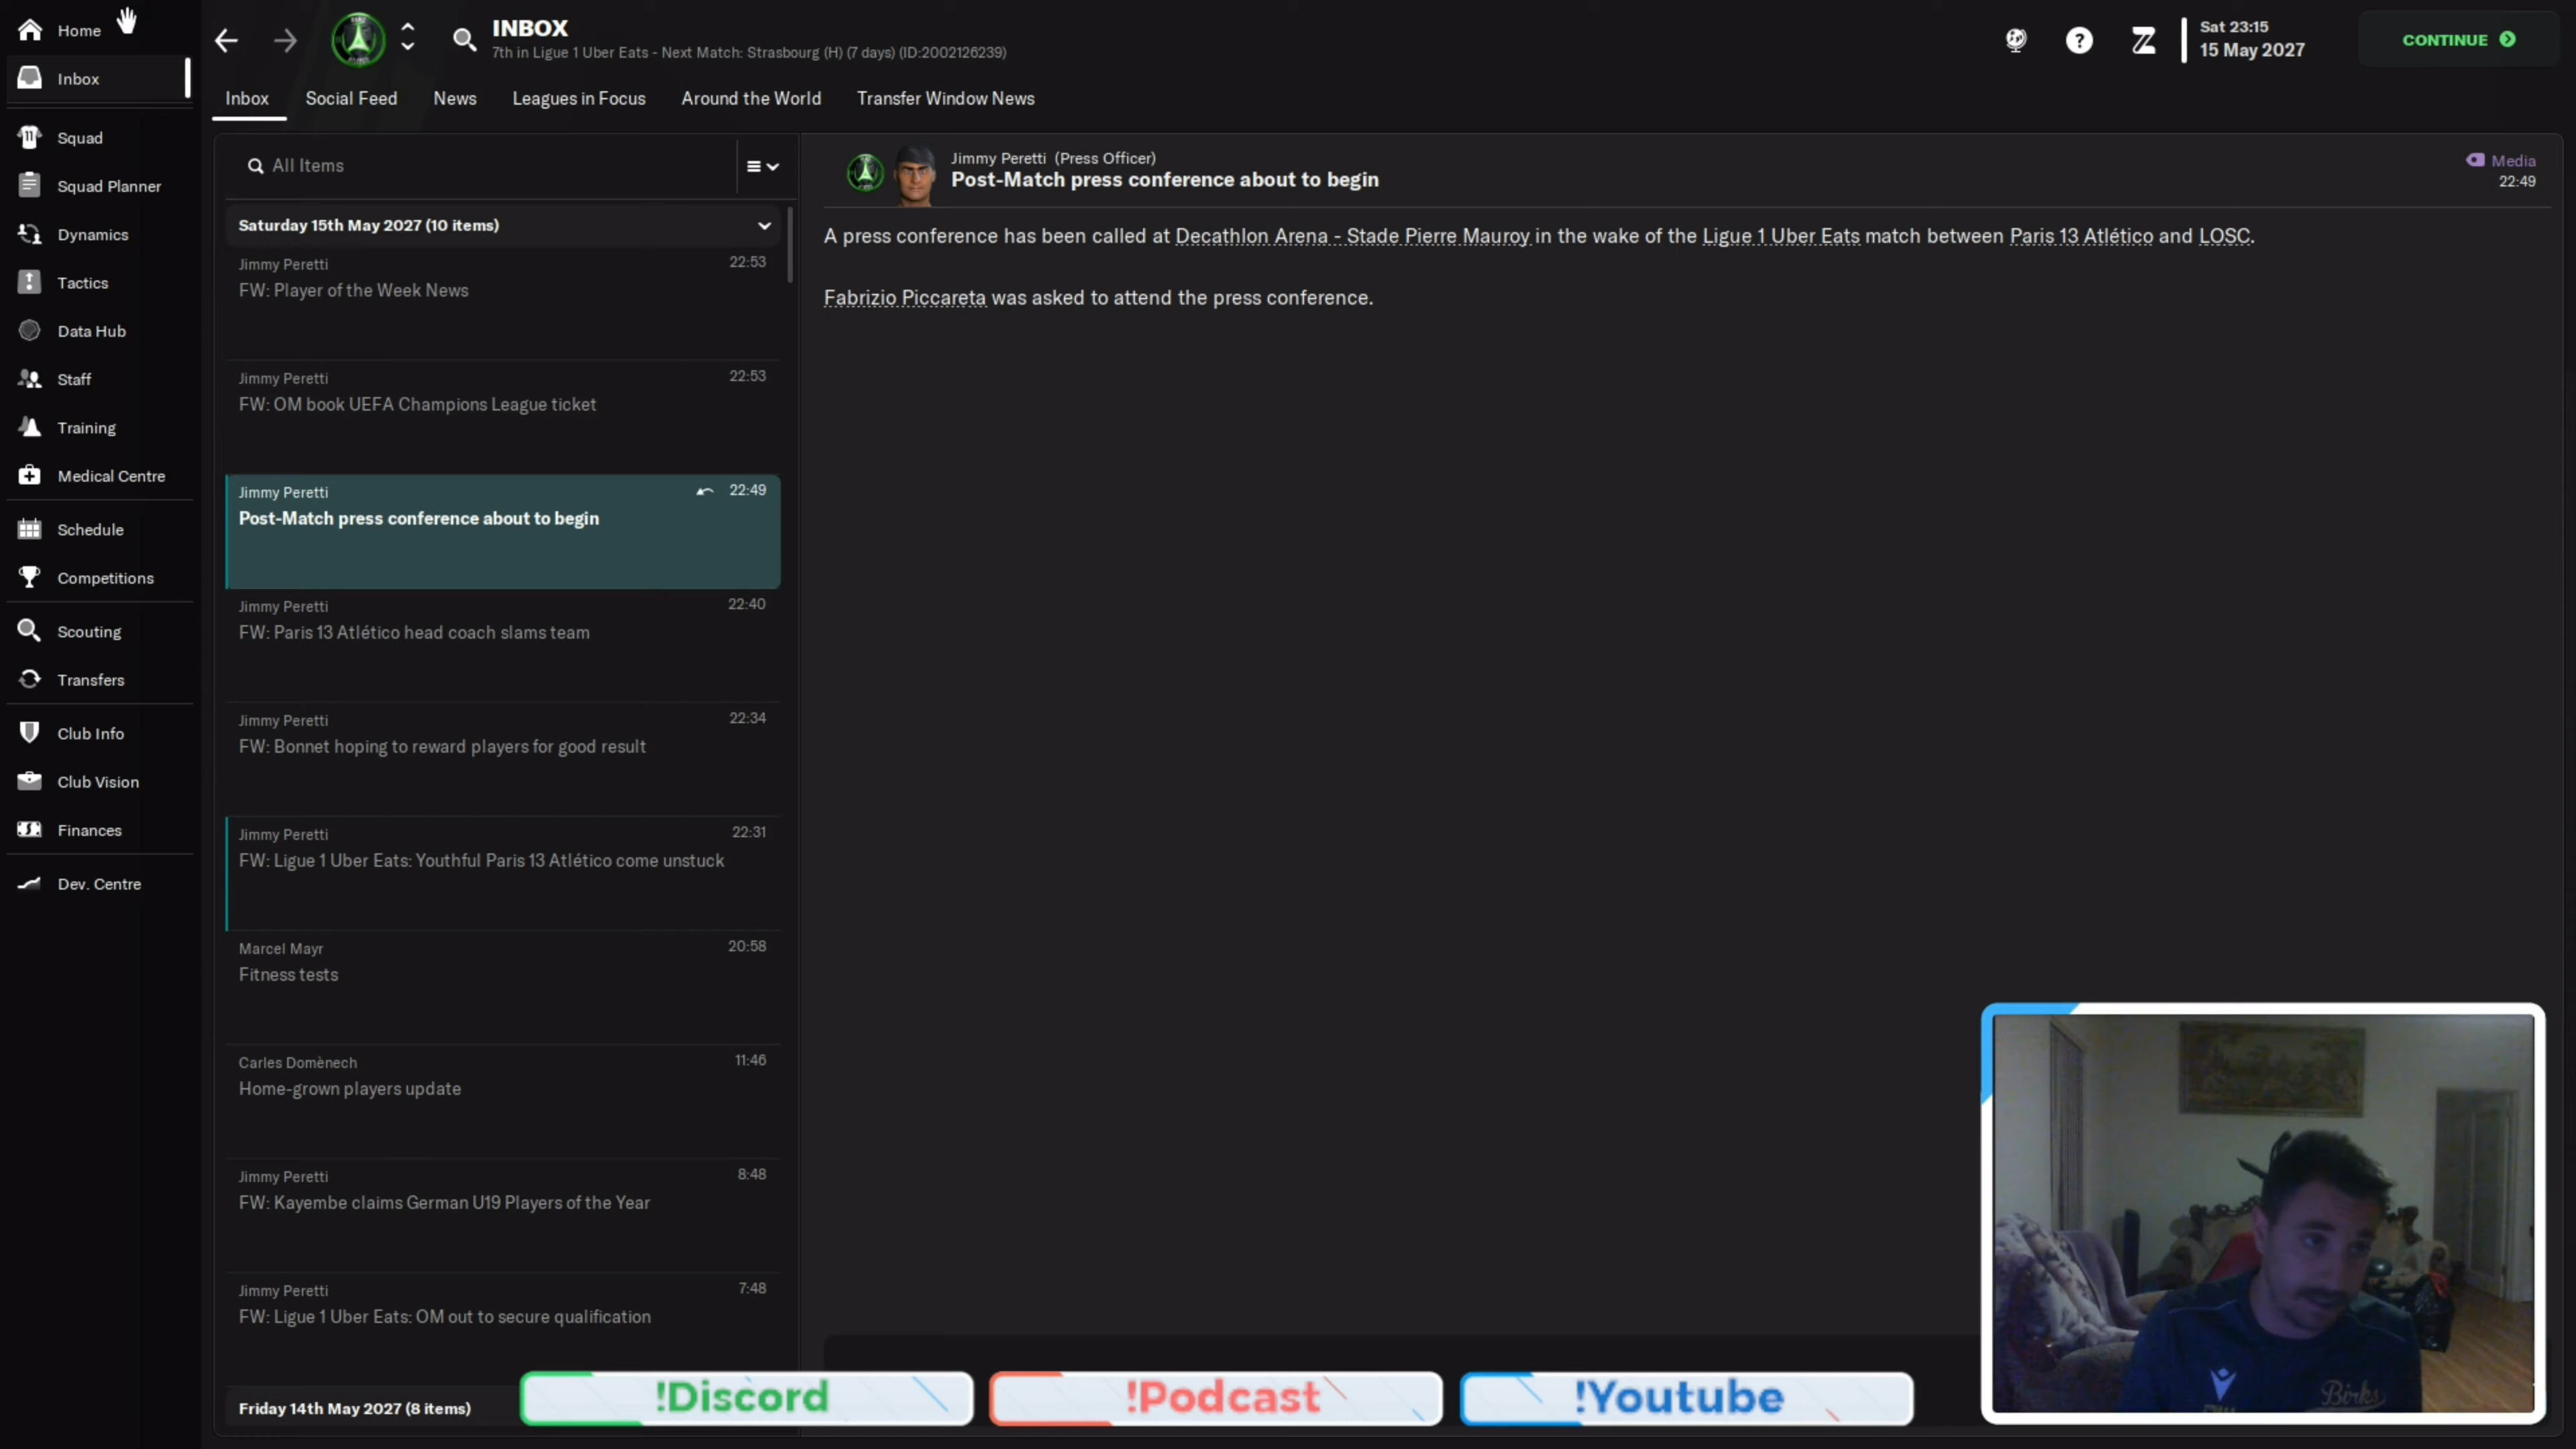 Home
Inbox
Squad
Squad Planner
Dynamics
Tactics
Data Hub
Staff
Training
Medical Centre
Schedule
Competitions
Scouting
Transfers
Club Info
Club Vision
Finances
Dev. Centre
INBOX
7th in Ligue 1 Uber Eats - Next Match: Strasbourg (H) (7 days) (ID:2002126239)
Sat 23:15
15 May 2027
CONTINUE
Inbox Social Feed News Leagues in Focus Around the World Transfer Window News
All Items
Saturday 15th May 2027 (10 items)
Jimmy Peretti 22:53
FW: Player of the Week News
Jimmy Peretti 22:53
FW: OM book UEFA Champions League ticket
Jimmy Peretti 22:49
Post-Match press conference about to begin
Jimmy Peretti 22:40
FW: Paris 13 Atlético head coach slams team
Jimmy Peretti 22:34
FW: Bonnet hoping to reward players for good result
Jimmy Peretti 22:31
FW: Ligue 1 Uber Eats: Youthful Paris 13 Atlético come unstuck
Marcel Mayr 20:58
Fitness tests
Carles Domènech 11:46
Home-grown players update
Jimmy Peretti 8:48
FW: Kayembe claims German U19 Players of the Year
Jimmy Peretti 7:48
FW: Ligue 1 Uber Eats: OM out to secure qualification
Friday 14th May 2027 (8 items)
Jimmy Peretti (Press Officer)
Post-Match press conference about to begin
Media
22:49
A press conference has been called at Decathlon Arena - Stade Pierre Mauroy in the wake of the Ligue 1 Uber Eats match between Paris 13 Atlético and LOSC.
Fabrizio Piccareta was asked to attend the press conference.
!Discord
!Podcast
!Youtube
Birks